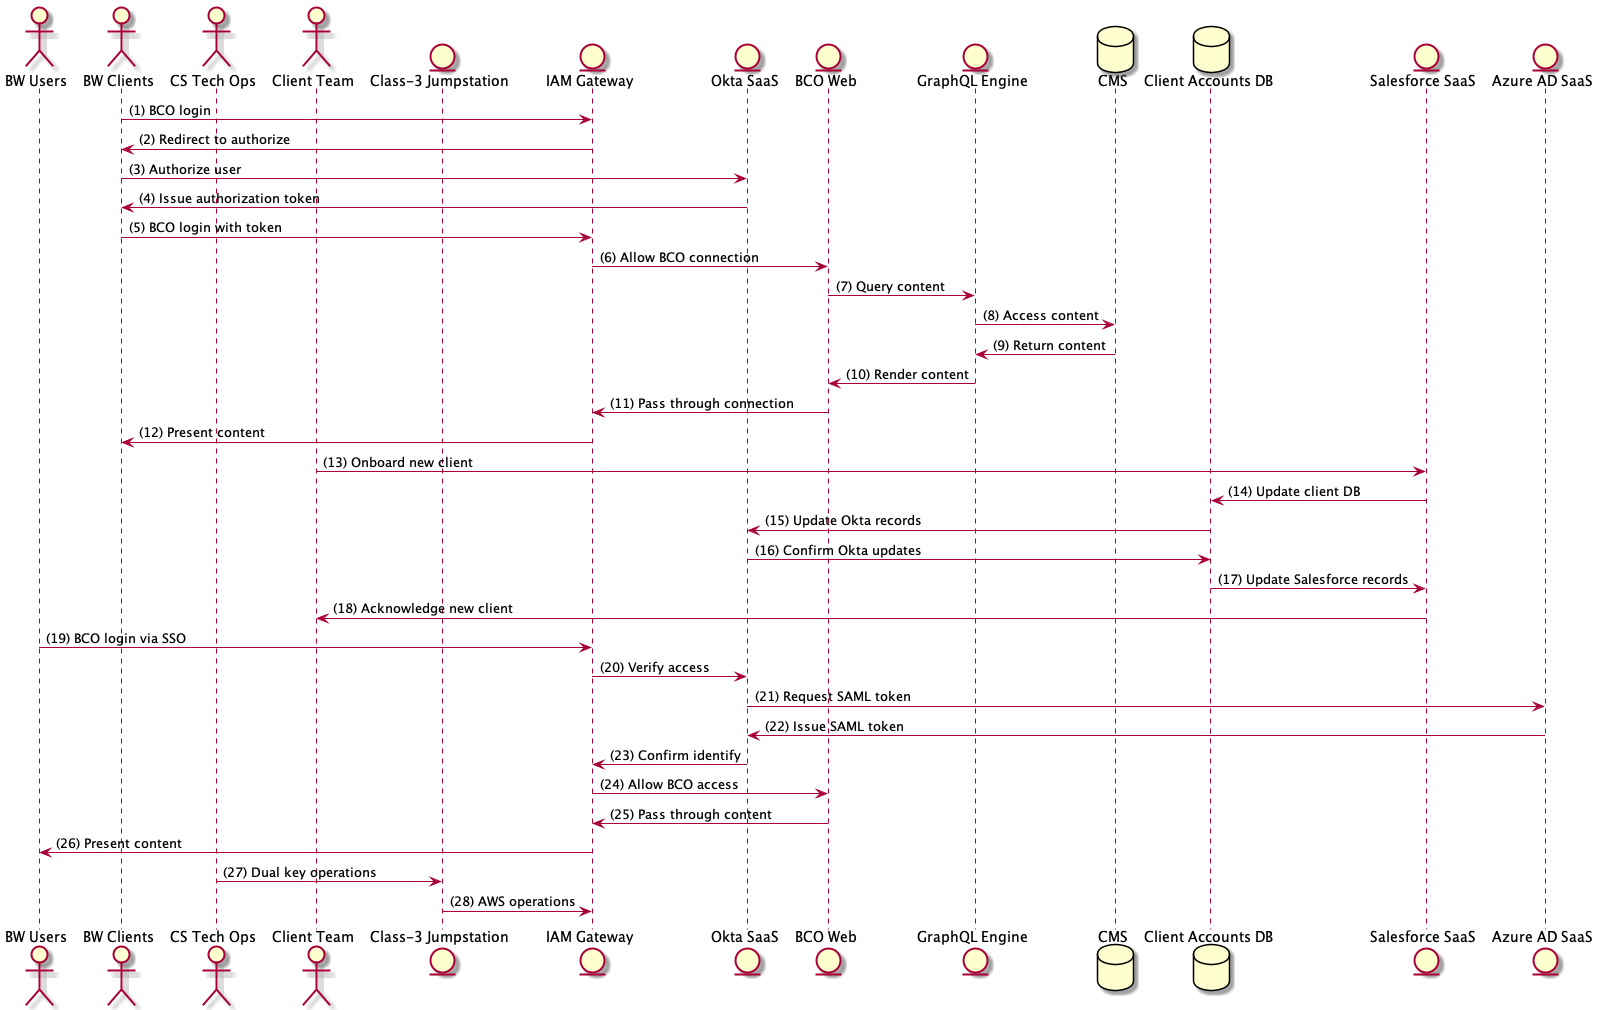 BW Users BW Clients CS Tech Ops Client Team Class-3 Jumpstation IAM Gateway Okta SaaS BCO Web GraphQL Engine CMS Client Accounts DB Salesforce SaaS Azure AD SaaS
(1) BCO login
(2) Redirect to authorize
(3) Authorize user
(4) Issue authorization token
(5) BCO login with token
(6) Allow BCO connection
(7) Query content
(8) Access content
(9) Return content
(10) Render content
(11) Pass through connection
(12) Present content
(13) Onboard new client
(14) Update client DB
(15) Update Okta records
(16) Confirm Okta updates
(17) Update Salesforce records
(18) Acknowledge new client
(19) BCO login via SSO
(20) Verify access
(21) Request SAML token
(22) Issue SAML token
(23) Confirm identify
(24) Allow BCO access
(25) Pass through content
(26) Present content
(27) Dual key operations
(28) AWS operations
BW Users BW Clients CS Tech Ops Client Team Class-3 Jumpstation IAM Gateway Okta SaaS BCO Web GraphQL Engine CMS Client Accounts DB Salesforce SaaS Azure AD SaaS